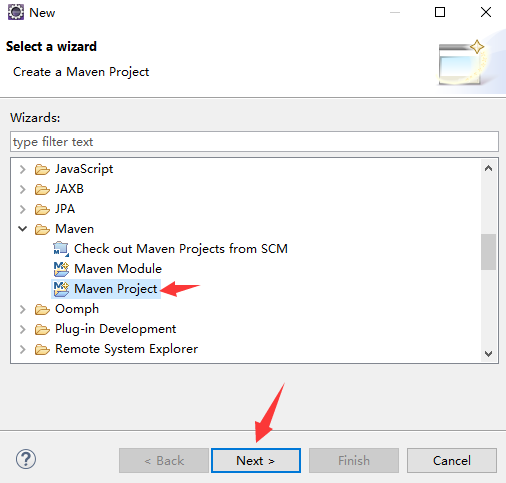 New
Select a wizard
Create a Maven Project
Wizards:
type filter text
JavaScript
JAXB
JPA
Maven
Check out Maven Projects from SCM
Maven Module
Maven Project
Oomph
Plug-in Development
Remote System Explorer
? < Back Next > Finish Cancel